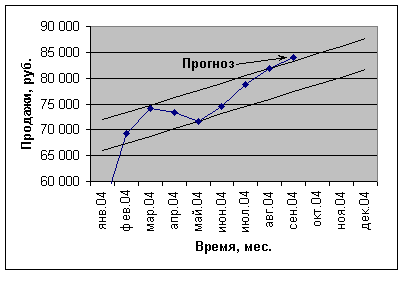 90 000
85 000
80 000
75 000
70 000
65 000
60 000
Продажи, руб.
Прогноз
янв.04
фев.04
мар.04
апр.04
май.04
июн.04
июл.04
авг.04
сен.04
окт.04
ноя.04
дек.04
Время, мес.